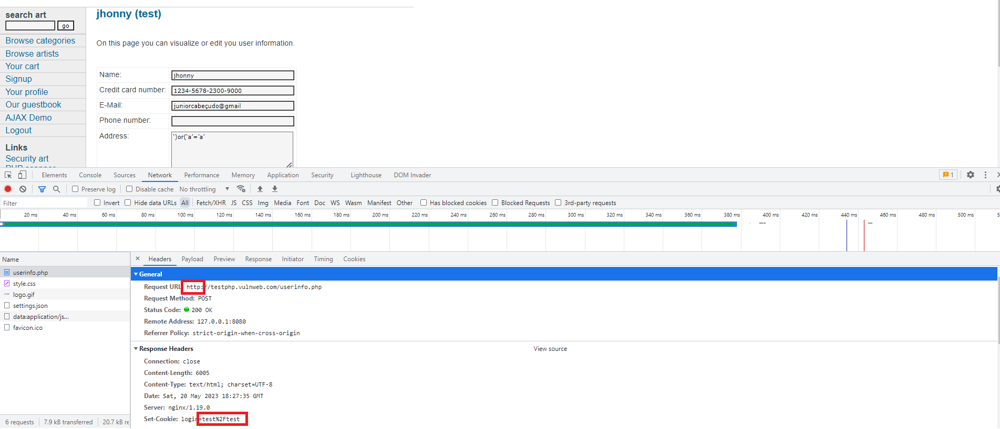 search art
go
Browse categories
Browse artists
Your cart
Signup
Your profile
Our guestbook
AJAX Demo
Logout
Links
Security art
PHP scanner
jhonny (test)
On this page you can visualize or edit you user information.
Name: jhonny
Credit card number: 1234-5678-2300-9000
E-Mail: juniorcabeçudo@gmail
Phone number:
Address: ‘)or(‘a’=’a’
Elements Console Sources Network Performance Memory Application Security Lighthouse DOM Invader 1
Preserve log Disable cache No throttling
Filter Invert Hide data URLs All Fetch/XHR JS CSS Img Media Font Doc WS Wasm Manifest Other Has blocked cookies Blocked Requests 3rd-party requests
20 ms 40 ms 60 ms 80 ms 100 ms 120 ms 140 ms 160 ms 180 ms 200 ms 220 ms 240 ms 260 ms 280 ms 300 ms 320 ms 340 ms 360 ms 380 ms 400 ms 420 ms 440 ms 460 ms 480 ms 500 ms 5
Name
userinfo.php
style.css
logo.gif
settings.json
data:application/js...
favicon.ico
6 requests 7.9 kB transferred 20.7 kB re
Headers Payload Preview Response Initiator Timing Cookies
General
Request URL http://testphp.vulnweb.com/userinfo.php
Request Method: POST
Status Code: 200 OK
Remote Address: 127.0.0.1:8080
Referrer Policy: strict-origin-when-cross-origin
Response Headers View source
Connection: close
Content-Length: 6005
Content-Type: text/html; charset=UTF-8
Date: Sat, 20 May 2023 18:27:35 GMT
Server: nginx/1.19.0
Set-Cookie: login=test%2Ftest